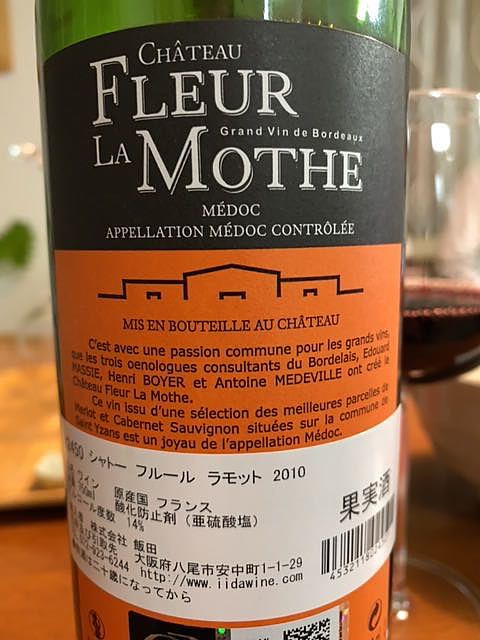 CHÂTEAU
FLEUR
Grand Vin de Bordeaux
LA MOTHE
MÉDOC
APPELLATION MÉDOC CONTRÔLÉE
MIS EN BOUTEILLE AU CHÂTEAU
C'est avec une passion commune pour les grands vins,
que les trois oenologues consultants du Bordelais, Edouard
MASSIE, Henri BOYER et Antoine MEDEVILLE ont créé le
Château Fleur La Mothe.
Ce vin issu d'une sélection des meilleures parcelles de
Merlot et Cabernet Sauvignon situées sur la commune de
Saint Yzans est un joyau de l'appellation Médoc.
シャトー フルール ラモット 2010
ワイン 原産国 フランス
酸化防止剤（亜硫酸塩）
14%
果実酒
株式会社 飯田
大阪府八尾市安中町1-1-29
http://www.iidawine.com
二十歳になってから